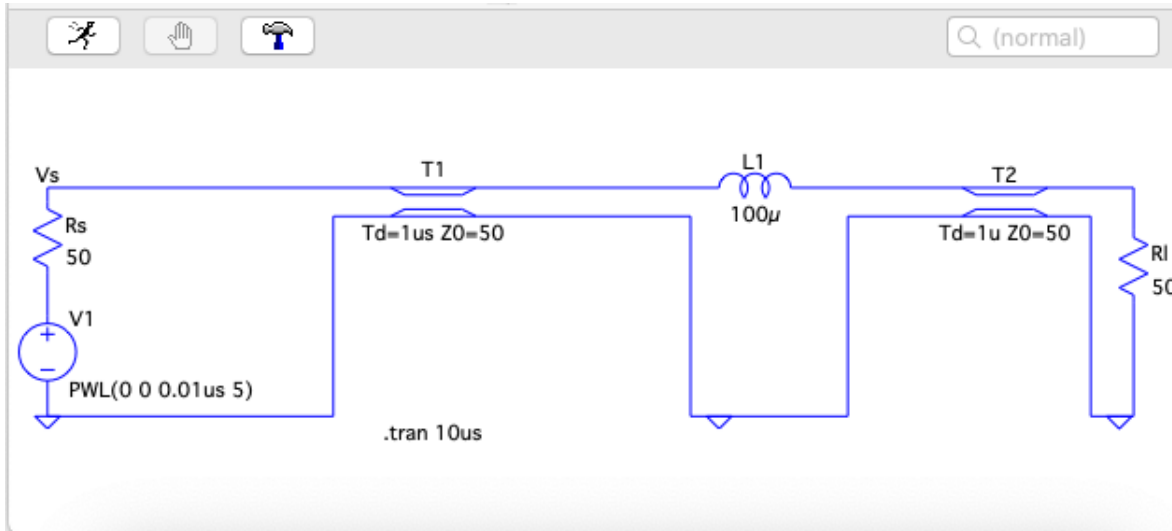 (normal)
Vs
T1
L1
T2
Rs
50
Td=1us Z0=50
100µ
Td=1u Z0=50
Rl
50
V1
PWL(0 0 0.01us 5)
.tran 10us